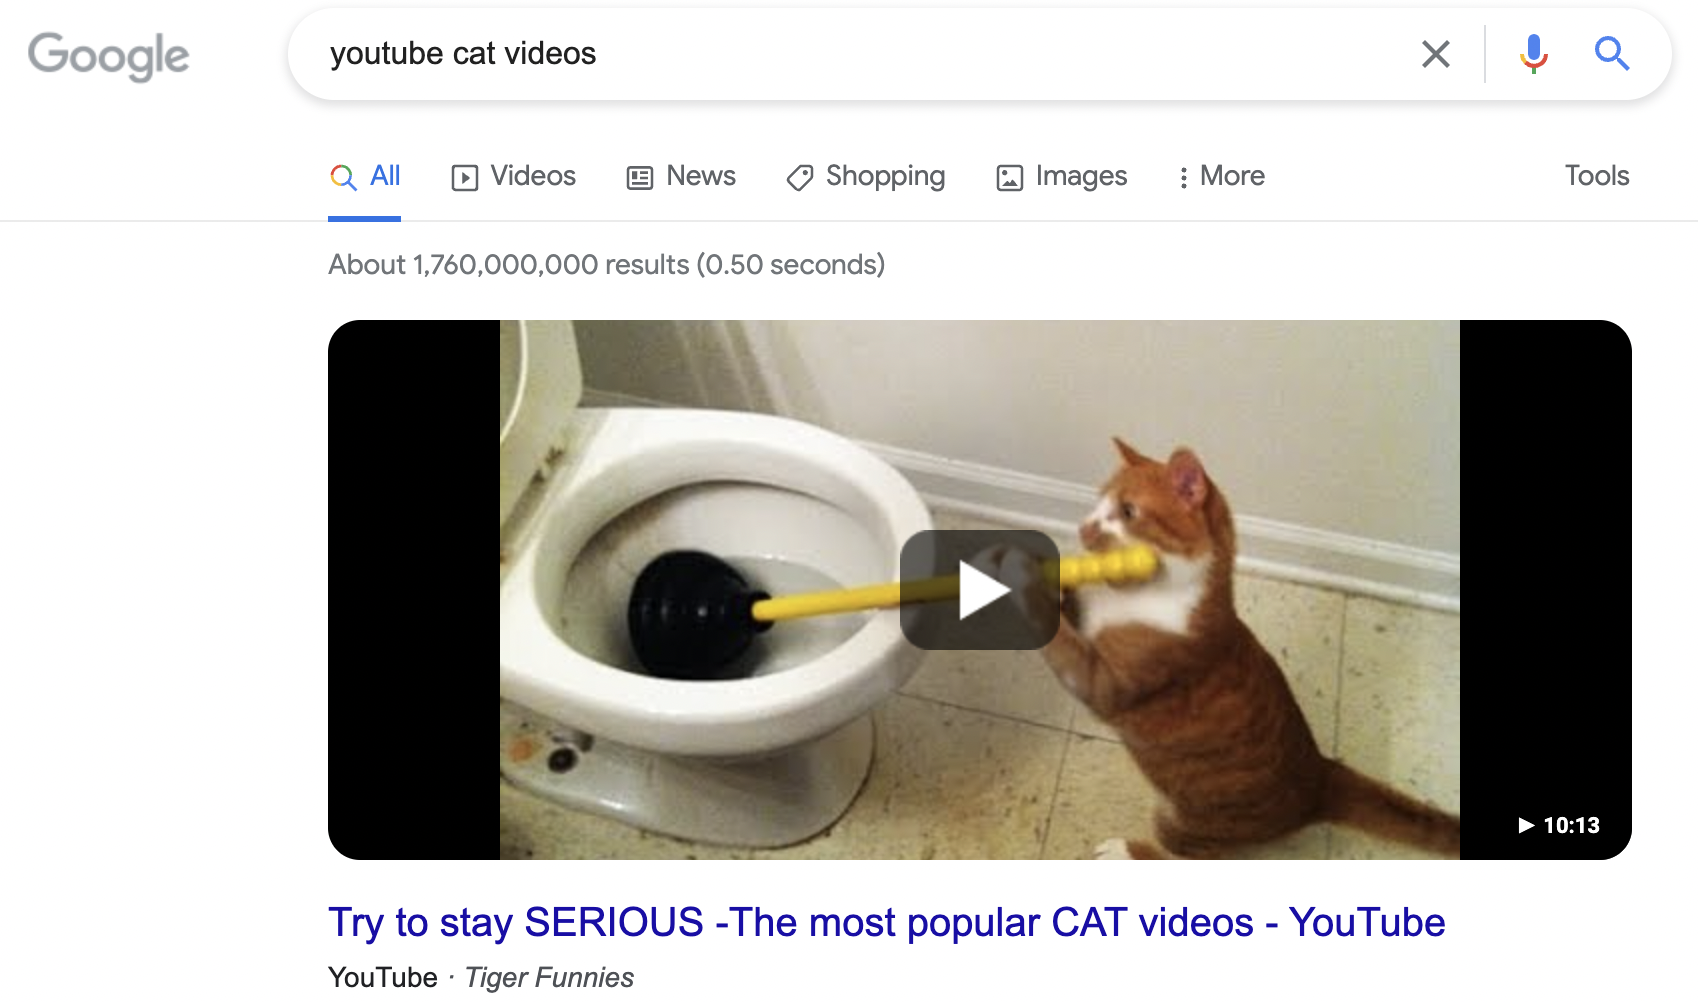 Google
youtube cat videos
All Videos News Shopping Images More Tools
About 1,760,000,000 results (0.50 seconds)
10:13
Try to stay SERIOUS -The most popular CAT videos - YouTube
YouTube · Tiger Funnies